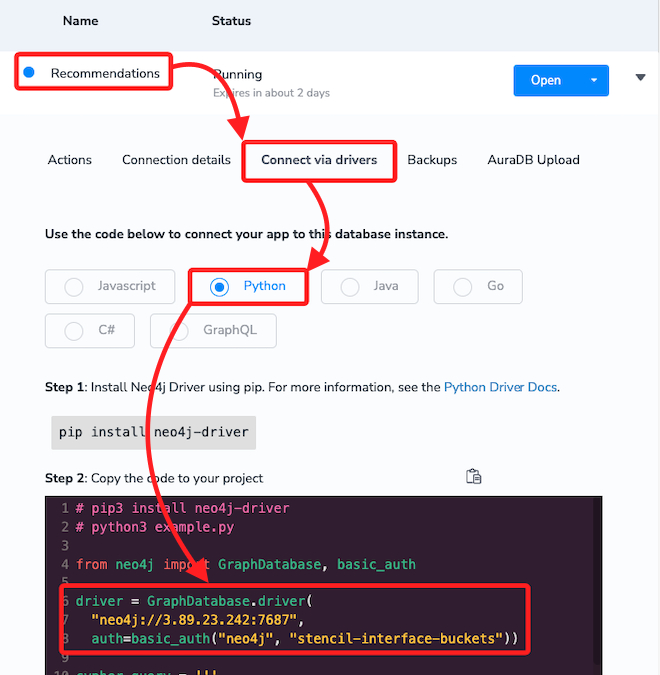 Name Status
Recommendations Running Open
Expires in about 2 days
Actions Connection details Connect via drivers Backups AuraDB Upload
Use the code below to connect your app to this database instance.
Javascript Python Java Go
C# GraphQL
Step 1: Install Neo4j Driver using pip. For more information, see the Python Driver Docs.
pip install neo4j-driver
Step 2: Copy the code to your project
1 # pip3 install neo4j-driver
2 # python3 example.py
3
4 from neo4j import GraphDatabase, basic_auth
5
6 driver = GraphDatabase.driver(
7 "neo4j://3.89.23.242:7687",
8 auth=basic_auth("neo4j", "stencil-interface-buckets"))
9
10 cypher_query = '''